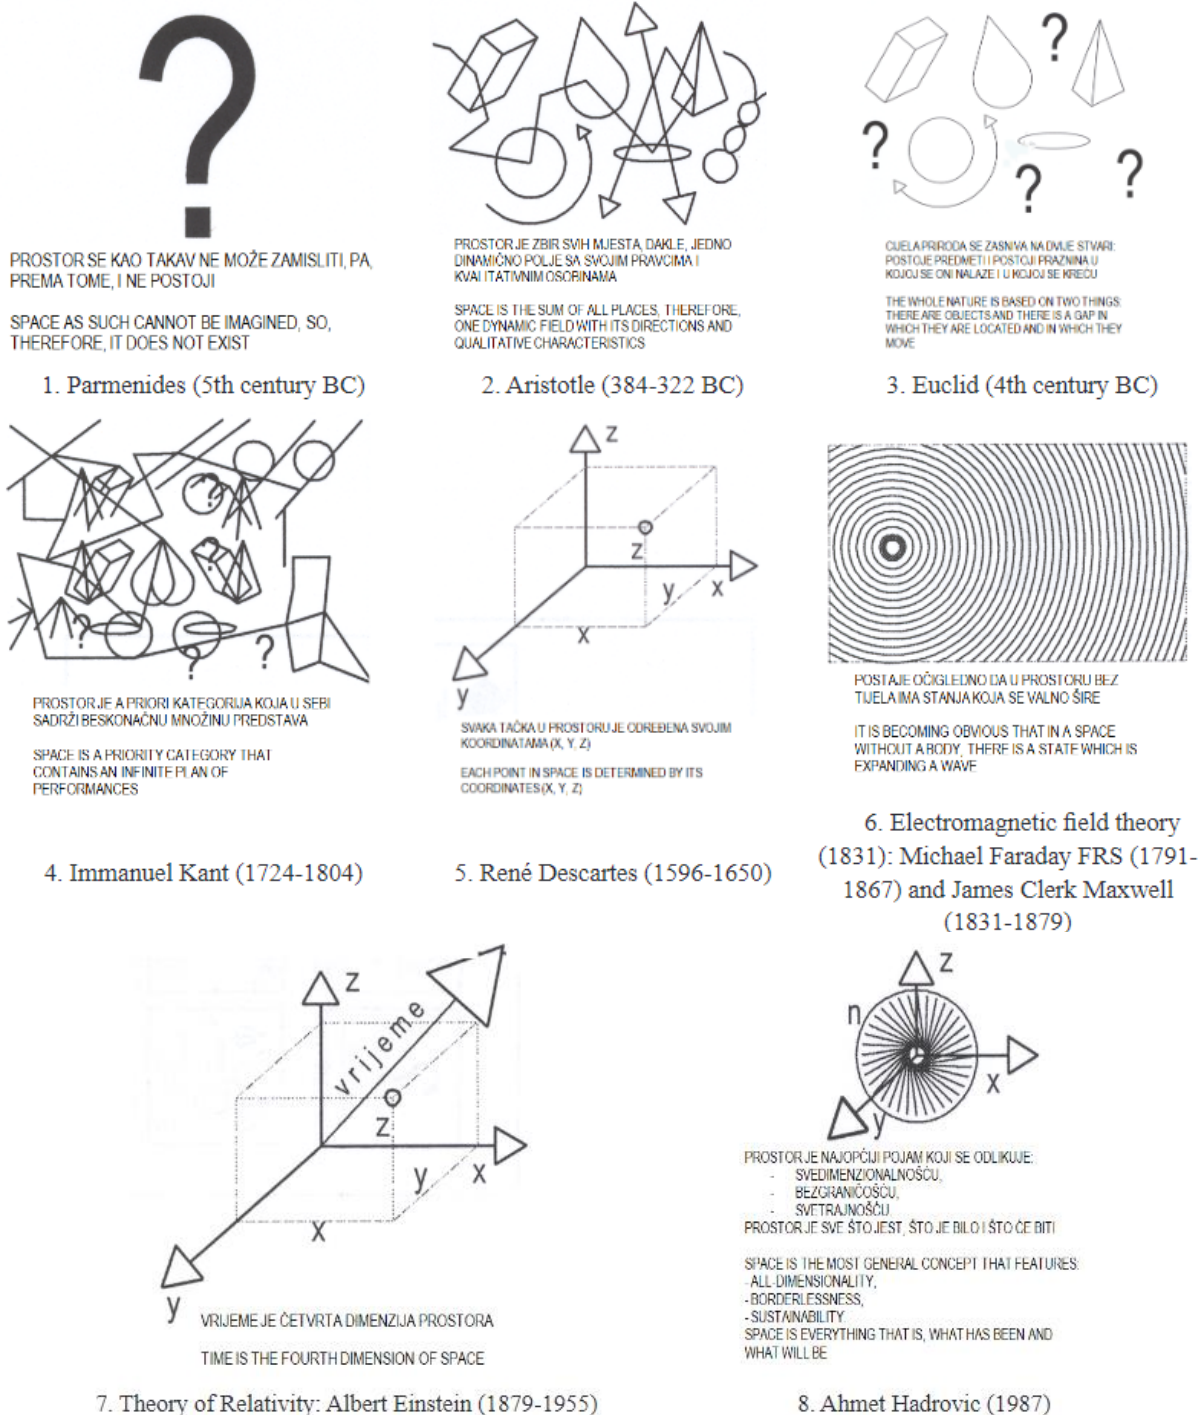 ?
PROSTOR SE KAO TAKAV NE MOŽE ZAMISLITI, PA,
PREMA TOME, I NE POSTOJI
SPACE AS SUCH CANNOT BE IMAGINED, SO,
THEREFORE, IT DOES NOT EXIST
1. Parmenides (5th century BC)
PROSTOR JE ZBIR SVIH MJESTA, DAKLE, JEDNO
DINAMIČNO POLJE SA SVOJIM PRAVCIMA I
KVALITATIVNIM OSOBINAMA
SPACE IS THE SUM OF ALL PLACES, THEREFORE,
ONE DYNAMIC FIELD WITH ITS DIRECTIONS AND
QUALITATIVE CHARACTERISTICS
2. Aristotle (384-322 BC)
?
?
?
?
CIJELA PRIRODA SE ZASNIVA NA DVIJE STVARI:
POSTOJE PREDMETI I POSTOJI PRAZNINA U
KOJOJ SE ONI NALAZE I U KOJOJ SE KREĆU
THE WHOLE NATURE IS BASED ON TWO THINGS:
THERE ARE OBJECTS AND THERE IS A GAP IN
WHICH THEY ARE LOCATED AND IN WHICH THEY
MOVE
3. Euclid (4th century BC)
?
?
?
?
?
PROSTOR JE A PRIORI KATEGORIJA KOJA U SEBI
SADRŽI BESKONAČNU MNOŽINU PREDSTAVA
SPACE IS A PRIORITY CATEGORY THAT
CONTAINS AN INFINITE PLAN OF
PERFORMANCES
4. Immanuel Kant (1724-1804)
z
z
y
x
x
y
SVAKA TAČKA U PROSTORU JE ODREĐENA SVOJIM
KOORDINATAMA (X, Y, Z)
EACH POINT IN SPACE IS DETERMINED BY ITS
COORDINATES (X, Y, Z)
5. René Descartes (1596-1650)
POSTAJE OČIGLEDNO DA U PROSTORU BEZ
TIJELA IMA STANJA KOJA SE VALNO ŠIRE
IT IS BECOMING OBVIOUS THAT IN A SPACE
WITHOUT A BODY, THERE IS A STATE WHICH IS
EXPANDING A WAVE
6. Electromagnetic field theory
(1831): Michael Faraday FRS (1791-
1867) and James Clerk Maxwell
(1831-1879)
z
vrijeme
z
y
x
x
y
VRIJEME JE ČETVRTA DIMENZIJA PROSTORA
TIME IS THE FOURTH DIMENSION OF SPACE
7. Theory of Relativity: Albert Einstein (1879-1955)
z
n
x
y
PROSTOR JE NAJOPĆIJI POJAM KOJI SE ODLIKUJE:
- SVEDIMENZIONALNOŠĆU,
- BEZGRANIČOŠĆU,
- SVETRAJNOŠĆU
PROSTOR JE SVE ŠTO JEST, ŠTO JE BILO I ŠTO ĆE BITI
SPACE IS THE MOST GENERAL CONCEPT THAT FEATURES:
- ALL-DIMENSIONALITY,
- BORDERLESSNESS,
- SUSTAINABILITY
SPACE IS EVERYTHING THAT IS, WHAT HAS BEEN AND
WHAT WILL BE
8. Ahmet Hadrovic (1987)